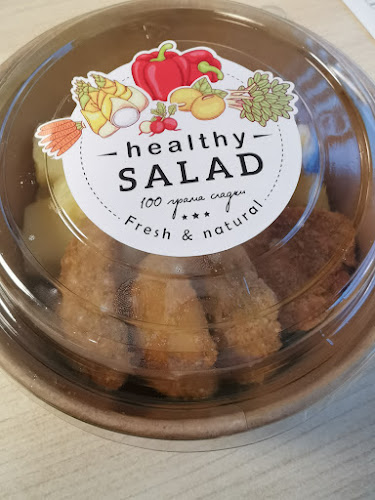 healthy
SALAD
100 грама сладки
Fresh & natural